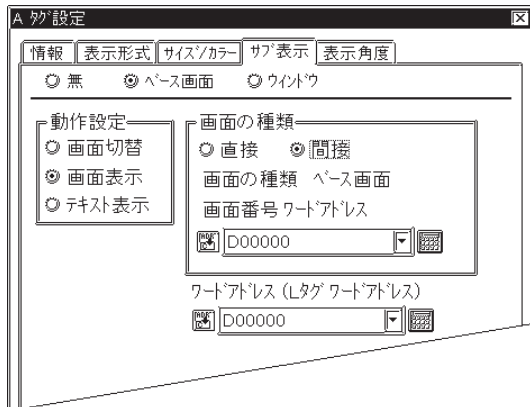 A タグ設定
情報 表示形式 サイズ/カラー サブ表示 表示角度
無 ベース画面 ウインドウ
動作設定
画面切替
画面表示
テキスト表示
画面の種類
直接 間接
画面の種類 ベース画面
画面番号 ワードアドレス
D00000
ワードアドレス (Lタグ ワードアドレス)
D00000